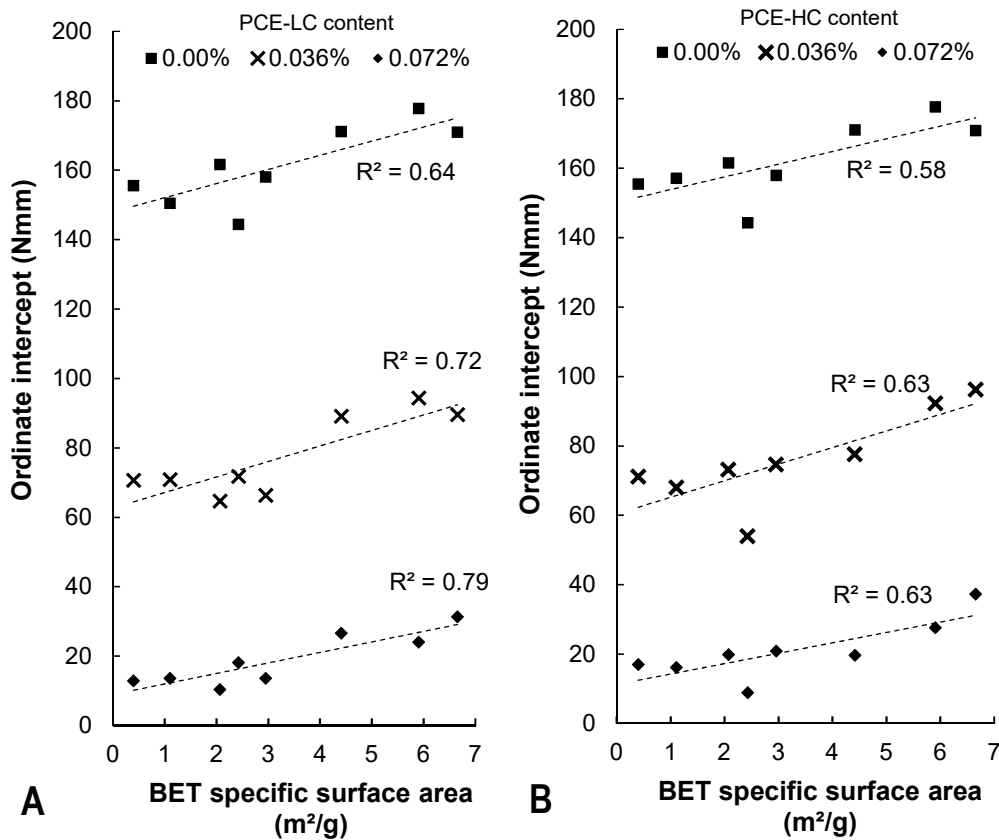 PCE-LC content
■ 0.00% × 0.036% ◆ 0.072%
200
180
160
140
120
100
80
60
40
20
0
Ordinate intercept (Nmm)
R² = 0.64
R² = 0.72
R² = 0.79
0 1 2 3 4 5 6 7
BET specific surface area
(m²/g)
A
PCE-HC content
■ 0.00% × 0.036% ◆ 0.072%
200
180
160
140
120
100
80
60
40
20
0
Ordinate intercept (Nmm)
R² = 0.58
R² = 0.63
R² = 0.63
0 1 2 3 4 5 6 7
BET specific surface area
(m²/g)
B